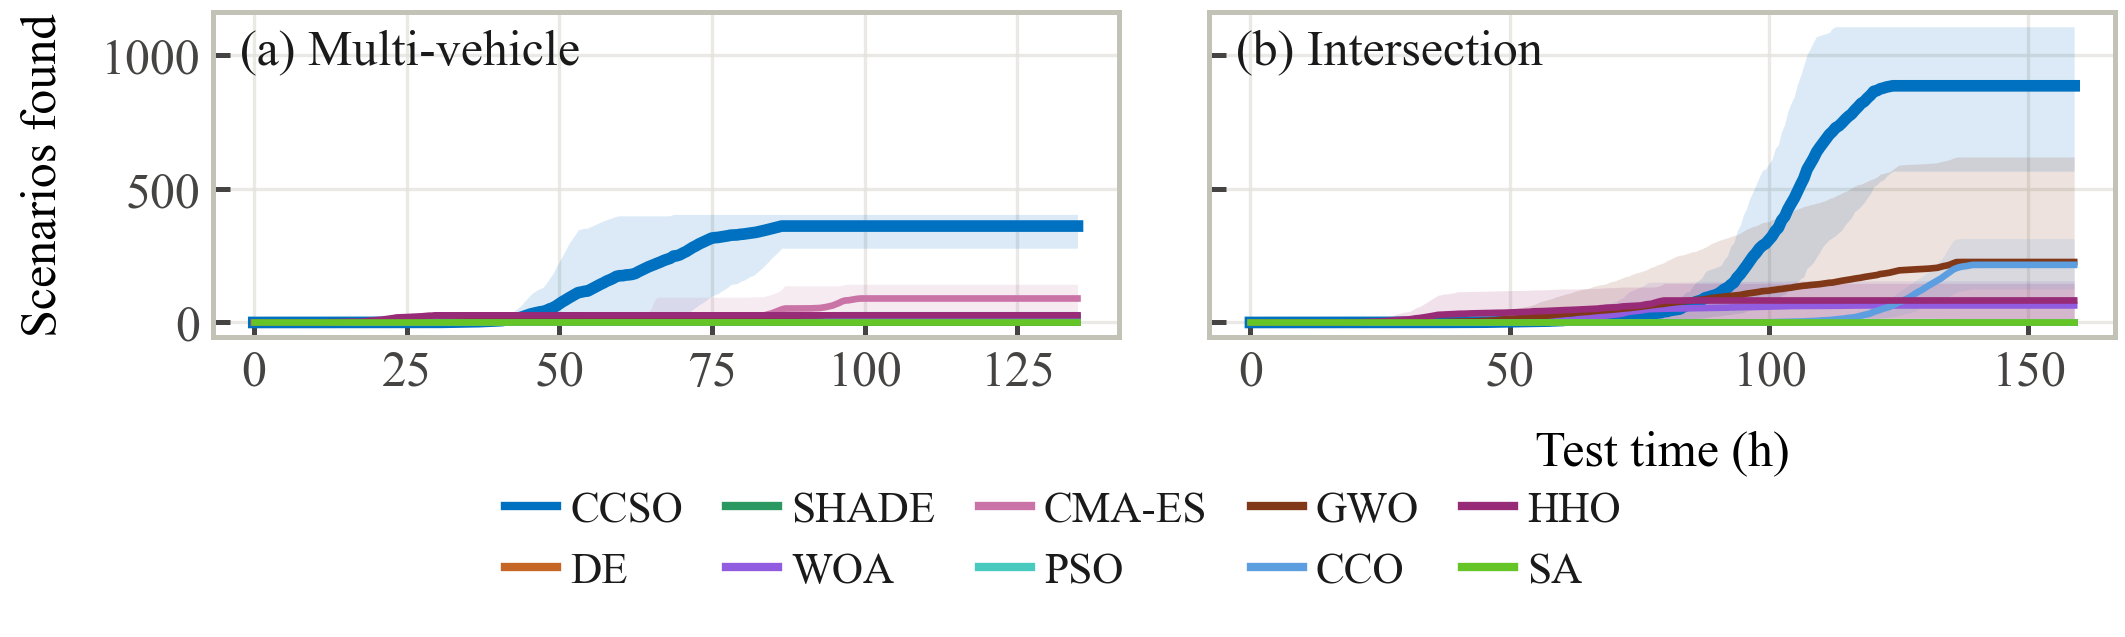 Scenarios found
1000
500
0
(a) Multi-vehicle
0 25 50 75 100 125
(b) Intersection
0 50 100 150
Test time (h)
CCSO SHADE CMA-ES GWO HHO
DE WOA PSO CCO SA